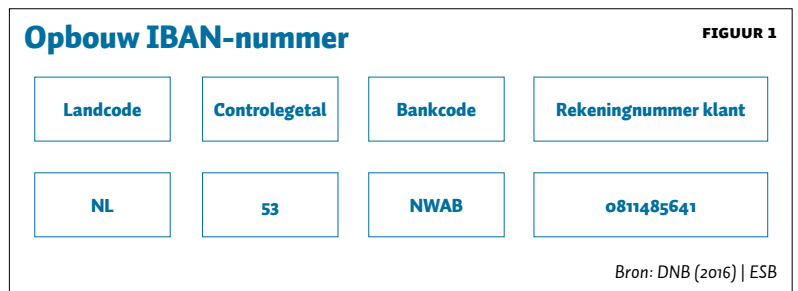 Opbouw IBAN-nummer FIGUUR 1
Landcode Controlegetal Bankcode Rekeningnummer klant
NL 53 NWAB 0811485641
Bron: DNB (2016) | ESB